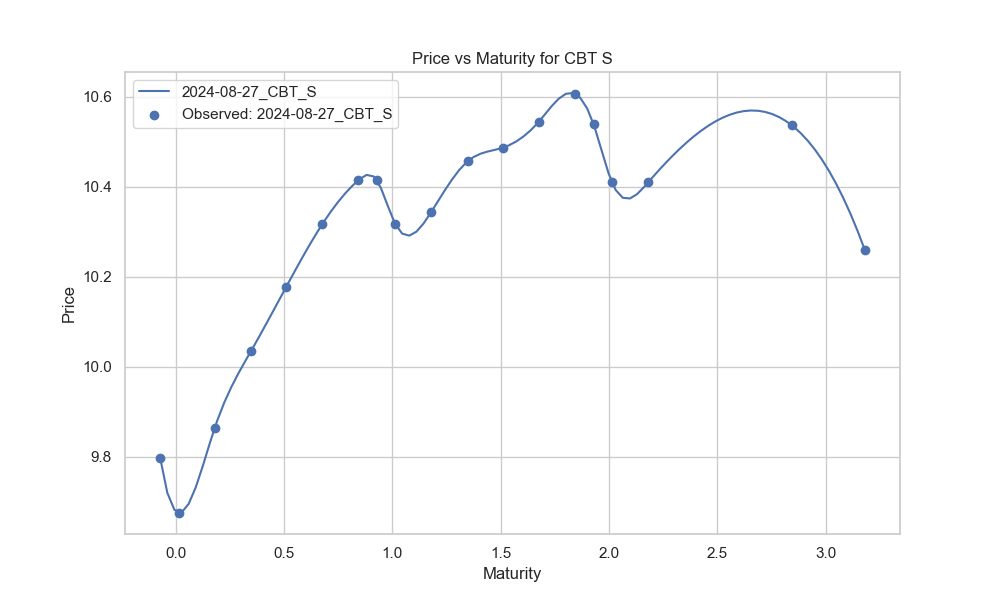 Price vs Maturity for CBT S
2024-08-27_CBT_S
Observed: 2024-08-27_CBT_S
10.6
10.4
10.2
10.0
9.8
Price
0.0 0.5 1.0 1.5 2.0 2.5 3.0
Maturity